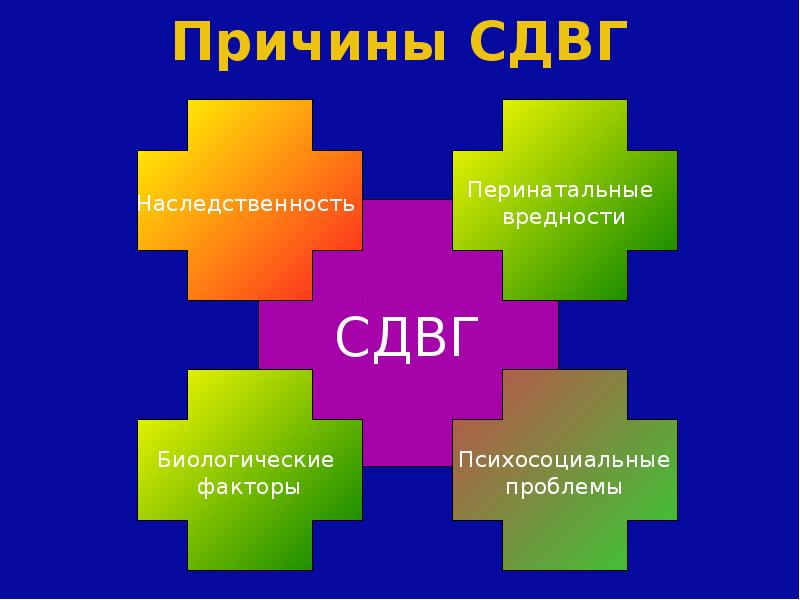 Причины СДВГ
Наследственность
Перинатальные
вредности
СДВГ
Биологические
факторы
Психосоциальные
проблемы